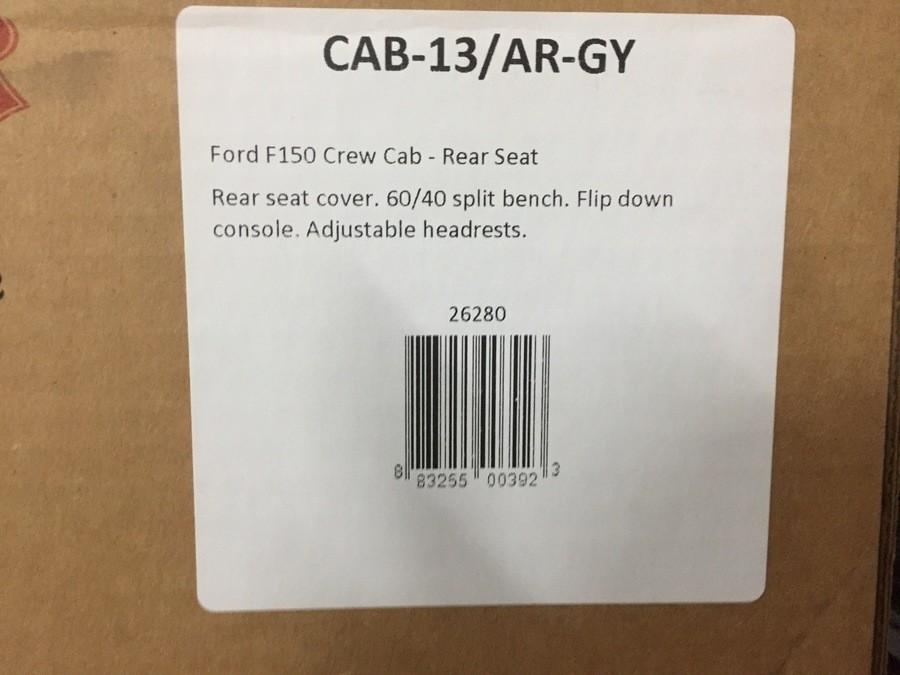 CAB-13/AR-GY
Ford F150 Crew Cab - Rear Seat
Rear seat cover. 60/40 split bench. Flip down
console. Adjustable headrests.
26280
8 83255 00392 3